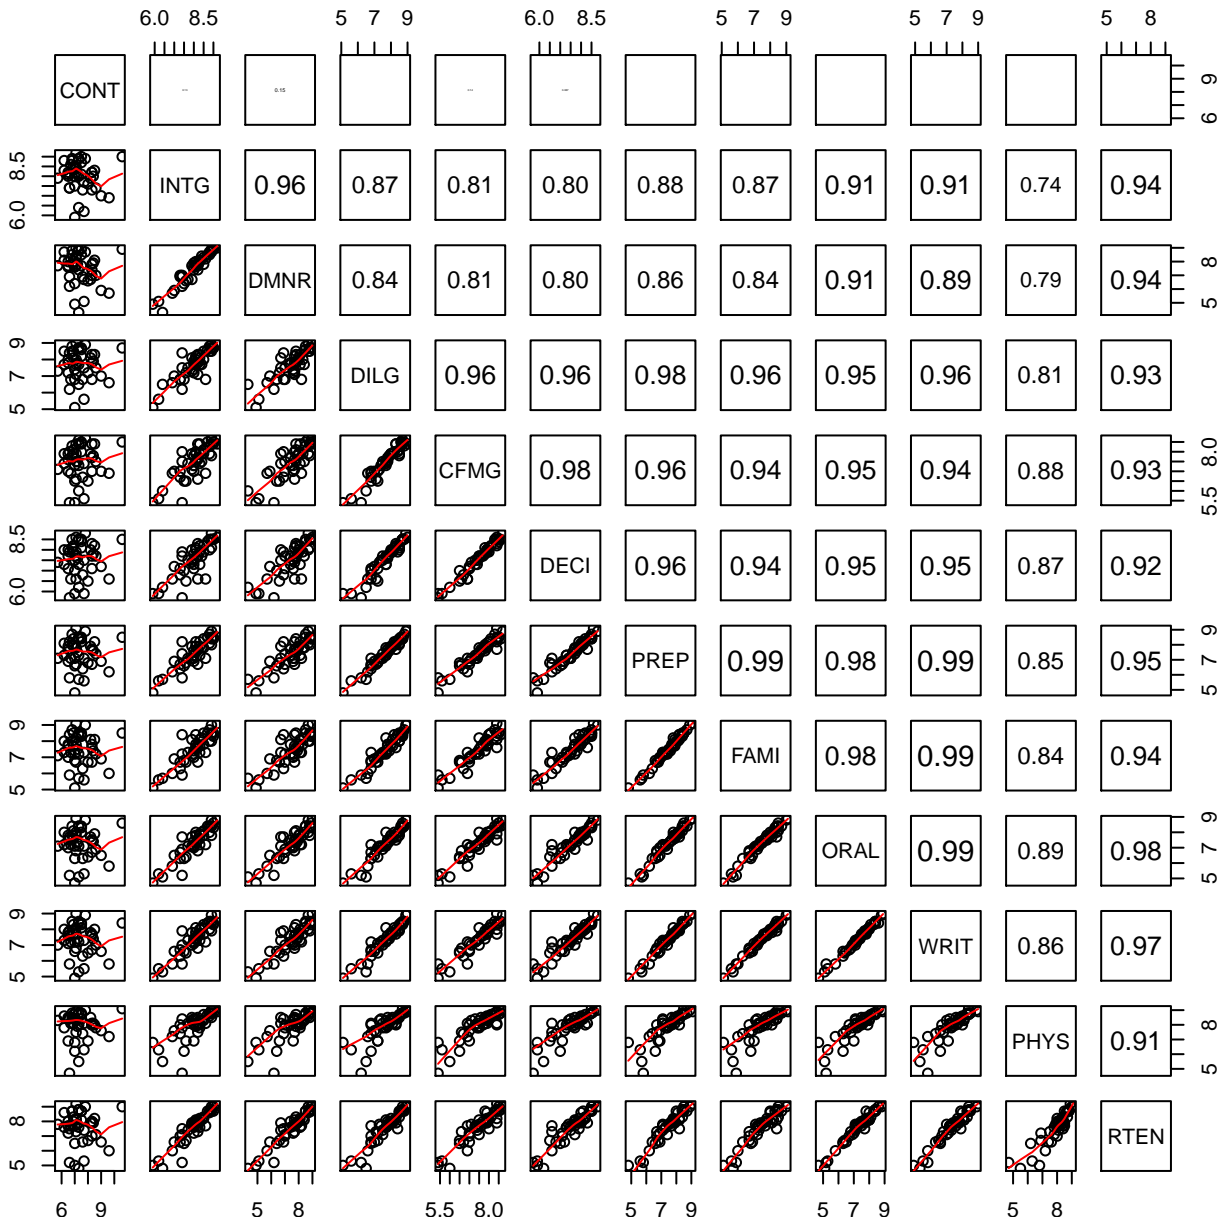 6.0 8.5 5 7 9 6.0 8.5 5 7 9 5 7 9 5 8
CONT 0.15 6 9
6.0 8.5 INTG 0.96 0.87 0.81 0.80 0.88 0.87 0.91 0.91 0.74 0.94
DMNR 0.84 0.81 0.80 0.86 0.84 0.91 0.89 0.79 0.94 5 8
5 7 9 DILG 0.96 0.96 0.98 0.96 0.95 0.96 0.81 0.93
CFMG 0.98 0.96 0.94 0.95 0.94 0.88 0.93 5.5 8.0
6.0 8.5 DECI 0.96 0.94 0.95 0.95 0.87 0.92
PREP 0.99 0.98 0.99 0.85 0.95 5 7 9
5 7 9 FAMI 0.98 0.99 0.84 0.94
ORAL 0.99 0.89 0.98 5 7 9
5 7 9 WRIT 0.86 0.97
PHYS 0.91 5 8
5 8 RTEN
6 9 5 8 5.5 8.0 5 7 9 5 7 9 5 8